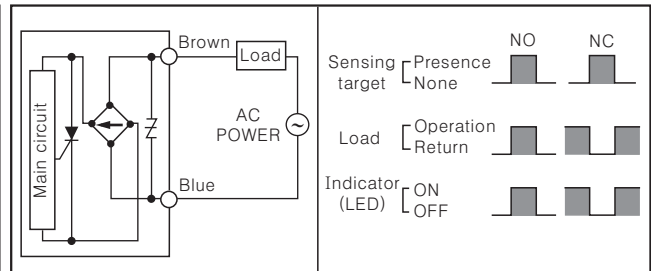 Main circuit
Brown
Load
AC
POWER
Blue
NO NC
Sensing target Presence
None
Load Operation
Return
Indicator (LED) ON
OFF